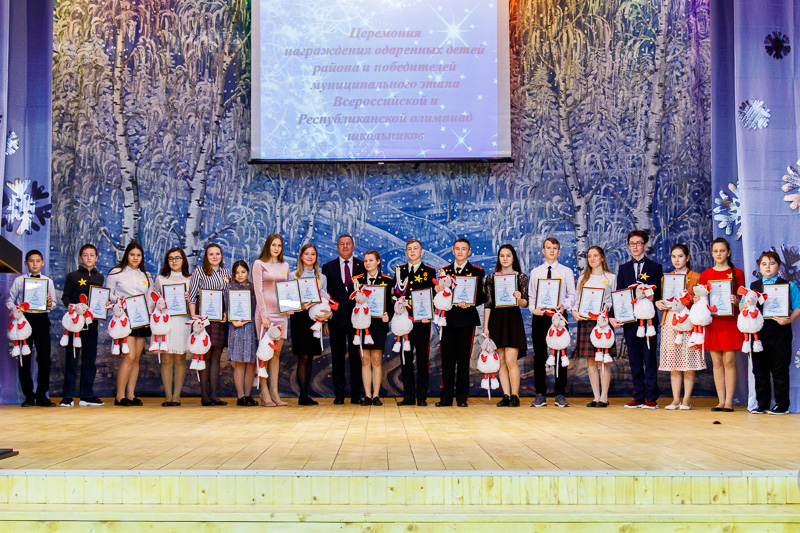 Церемония
награждения одаренных детей
района и победителей
муниципального этапа
Всероссийской и
Республиканской олимпиад
школьников